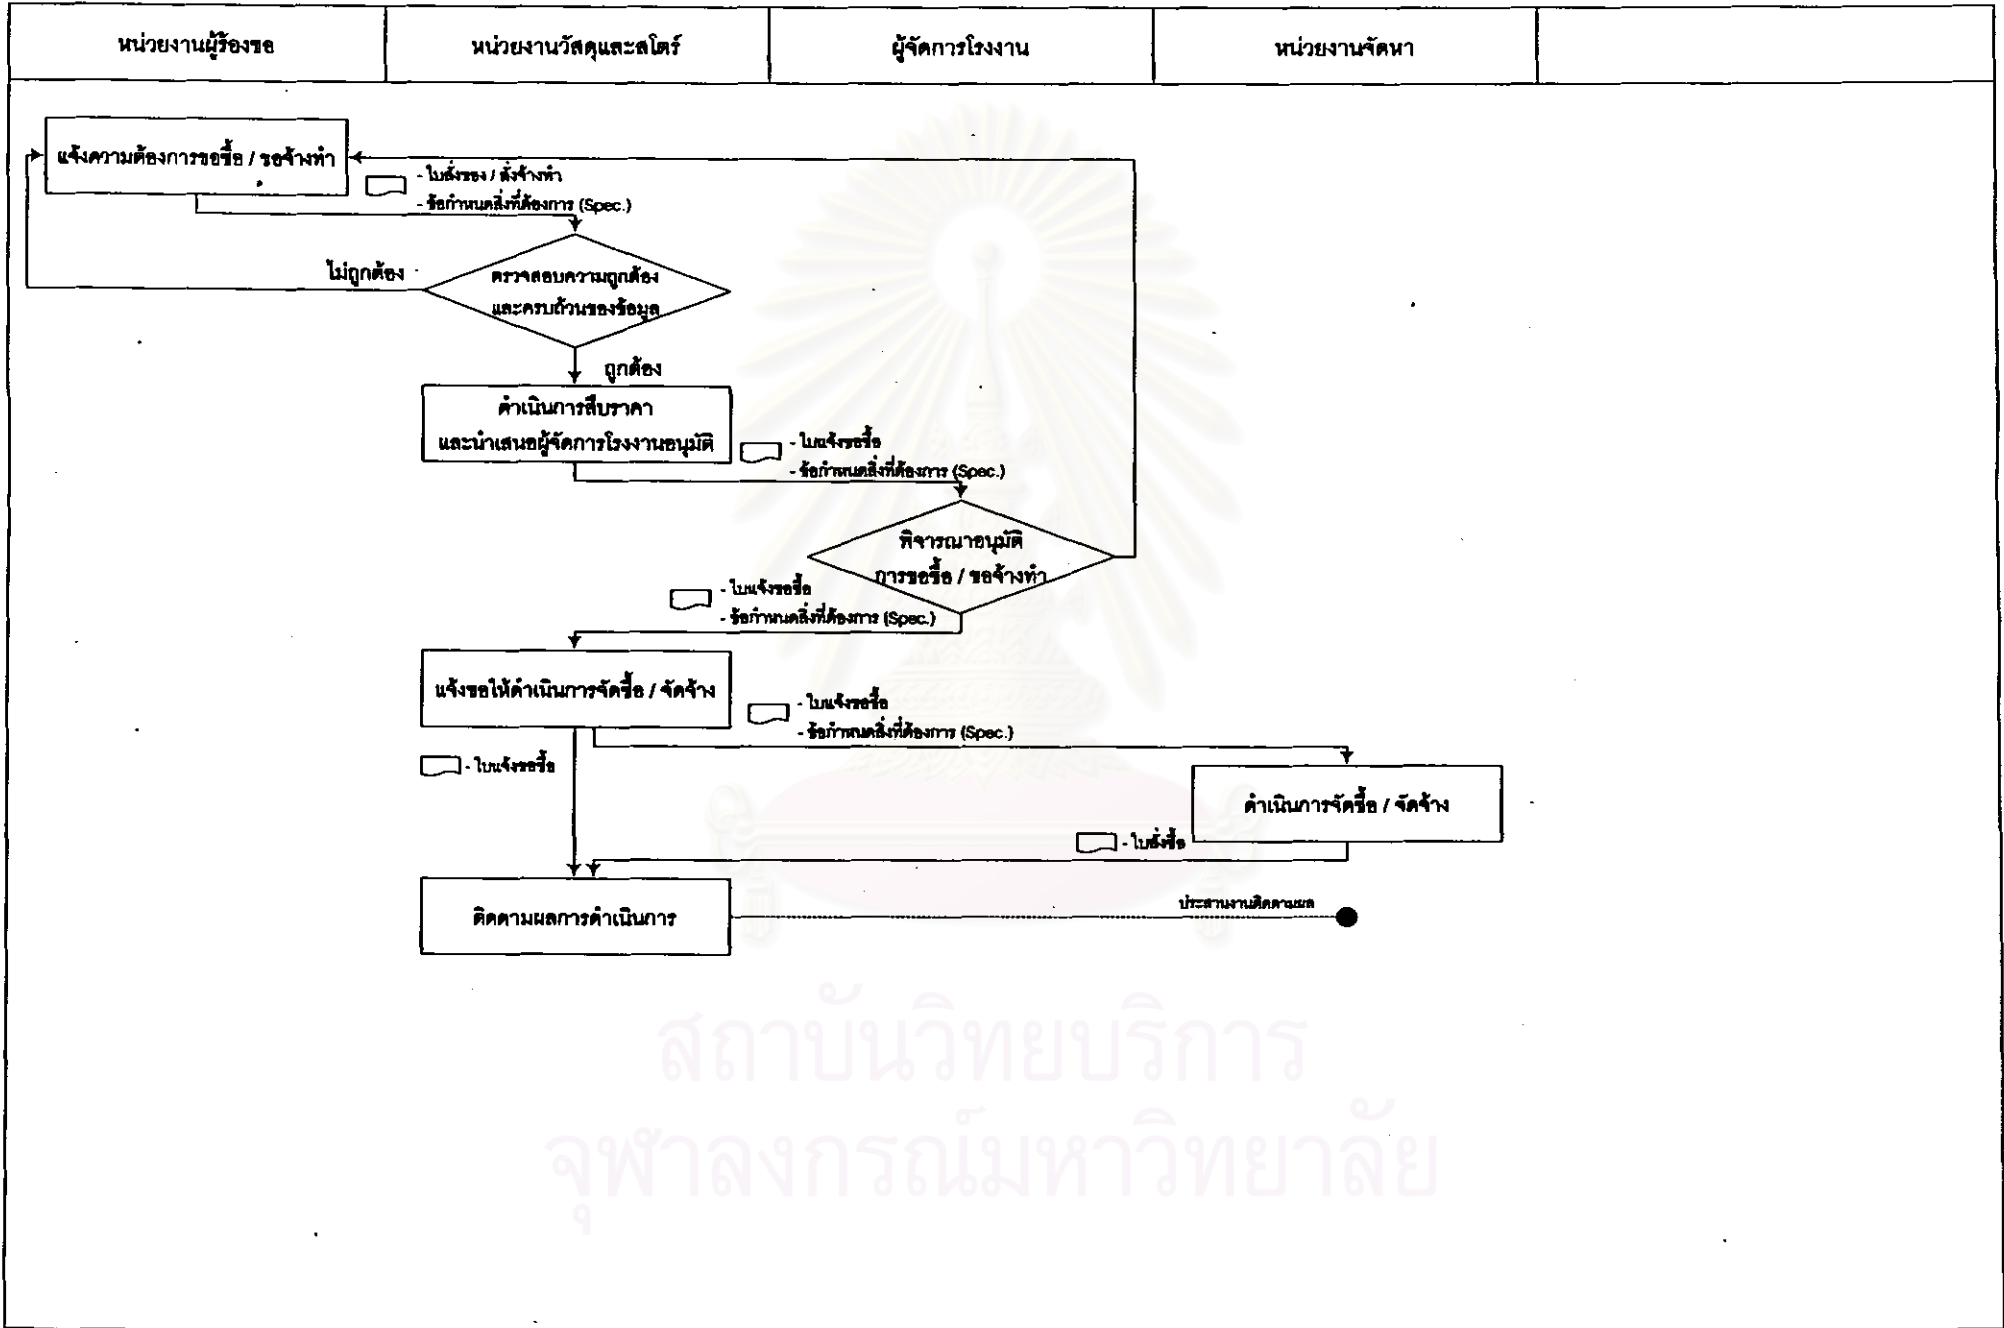 หน่วยงานผู้ร้องขอ
หน่วยงานวัสดุและสโตร์
ผู้จัดการโรงงาน
หน่วยงานจัดหา
แจ้งความต้องการขอซื้อ / ขอจ้างทำ
- ใบสั่งของ / สั่งจ้างทำ
- ข้อกำหนดสิ่งที่ต้องการ (Spec.)
ไม่ถูกต้อง
ตรวจสอบความถูกต้อง
และครบถ้วนของข้อมูล
ถูกต้อง
ดำเนินการสืบราคา
และนำเสนอผู้จัดการโรงงานอนุมัติ
- ใบแจ้งขอซื้อ
- ข้อกำหนดสิ่งที่ต้องการ (Spec.)
พิจารณาอนุมัติ
การขอซื้อ / ขอจ้างทำ
- ใบแจ้งขอซื้อ
- ข้อกำหนดสิ่งที่ต้องการ (Spec.)
แจ้งขอให้ดำเนินการจัดซื้อ / จัดจ้าง
- ใบแจ้งขอซื้อ
- ข้อกำหนดสิ่งที่ต้องการ (Spec.)
- ใบแจ้งขอซื้อ
ดำเนินการจัดซื้อ / จัดจ้าง
- ใบสั่งซื้อ
ติดตามผลการดำเนินการ
ประสานงานติดตามผล
สถาบันวิทยบริการ
จุฬาลงกรณ์มหาวิทยาลัย